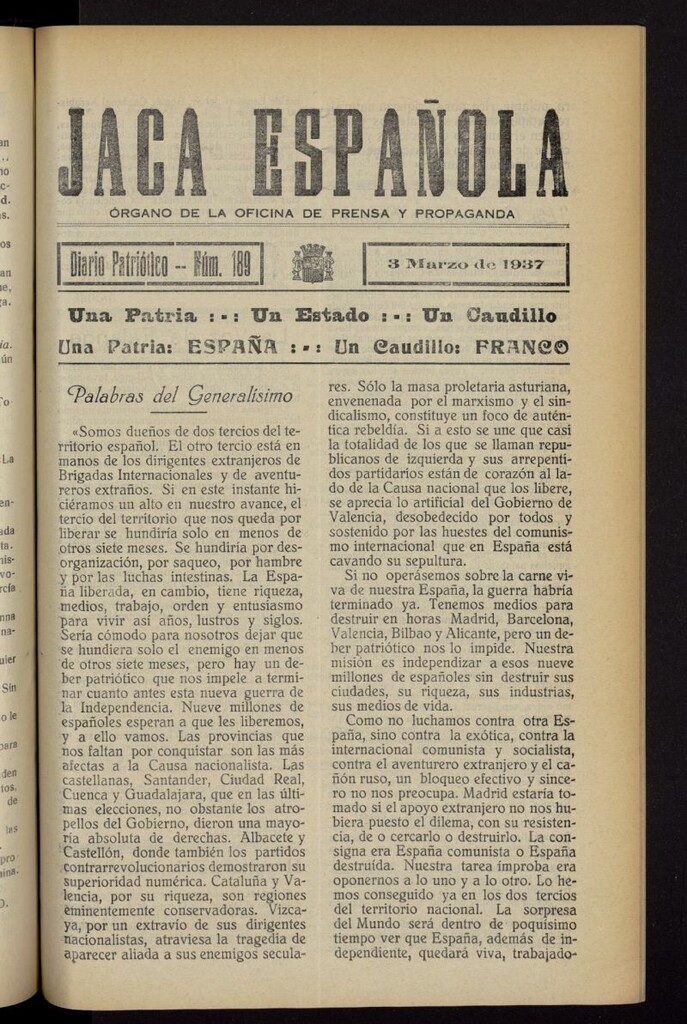 JACA ESPAÑOLA
ÓRGANO DE LA OFICINA DE PRENSA Y PROPAGANDA
Diario Patriótico -- Núm. 189
3 Marzo de 1937
Una Patria :-: Un Estado :-: Un Caudillo
Una Patria: ESPAÑA :-: Un Caudillo: FRANCO
Palabras del Generalísimo
«Somos dueños de dos tercios del te-
rritorio español. El otro tercio está en
manos de los dirigentes extranjeros de
Brigadas Internacionales y de aventu-
reros extraños. Si en este instante hi-
ciéramos un alto en nuestro avance, el
tercio del territorio que nos queda por
liberar se hundiría solo en menos de
otros siete meses. Se hundiría por des-
organización, por saqueo, por hambre
y por las luchas intestinas. La Espa-
ña liberada, en cambio, tiene riqueza,
medios, trabajo, orden y entusiasmo
para vivir así años, lustros y siglos.
Sería cómodo para nosotros dejar que
se hundiera solo el enemigo en menos
de otros siete meses, pero hay un de-
ber patriótico que nos impele a termi-
nar cuanto antes esta nueva guerra de
la Independencia. Nueve millones de
españoles esperan a que les liberemos,
y a ello vamos. Las provincias que
nos faltan por conquistar son las más
afectas a la Causa nacionalista. Las
castellanas, Santander, Ciudad Real,
Cuenca y Guadalajara, que en las últi-
mas elecciones, no obstante los atro-
pellos del Gobierno, dieron una mayo-
ría absoluta de derechas. Albacete y
Castellón, donde también los partidos
contrarrevolucionarios demostraron su
superioridad numérica. Cataluña y Va-
lencia, por su riqueza, son regiones
eminentemente conservadoras. Vizca-
ya, por un extravío de sus dirigentes
nacionalistas, atraviesa la tragedia de
aparecer aliada a sus enemigos secula-
res. Sólo la masa proletaria asturiana,
envenenada por el marxismo y el sin-
dicalismo, constituye un foco de autén-
tica rebeldía. Si a esto se une que casi
la totalidad de los que se llaman repu-
blicanos de izquierda y sus arrepenti-
dos partidarios están de corazón al la-
do de la Causa nacional que los libere,
se aprecia lo artificial del Gobierno de
Valencia, desobedecido por todos y
sostenido por las huestes del comunis-
mo internacional que en España está
cavando su sepultura.
Si no operásemos sobre la carne vi-
va de nuestra España, la guerra habría
terminado ya. Tenemos medios para
destruir en horas Madrid, Barcelona,
Valencia, Bilbao y Alicante, pero un de-
ber patriótico nos lo impide. Nuestra
misión es independizar a esos nueve
millones de españoles sin destruir sus
ciudades, su riqueza, sus industrias,
sus medios de vida.
Como no luchamos contra otra Es-
paña, sino contra la exótica, contra la
internacional comunista y socialista,
contra el aventurero extranjero y el ca-
ñón ruso, un bloqueo efectivo y since-
ro no nos preocupa. Madrid estaría to-
mado si el apoyo extranjero no nos hu-
biera puesto el dilema, con su resisten-
cia, de o cercarlo o destruirlo. La con-
signa era España comunista o España
destruída. Nuestra tarea ímproba era
oponernos a lo uno y a lo otro. Lo he-
mos conseguido ya en los dos tercios
del territorio nacional. La sorpresa
del Mundo será dentro de poquísimo
tiempo ver que España, además de in-
dependiente, quedará viva, trabajado-